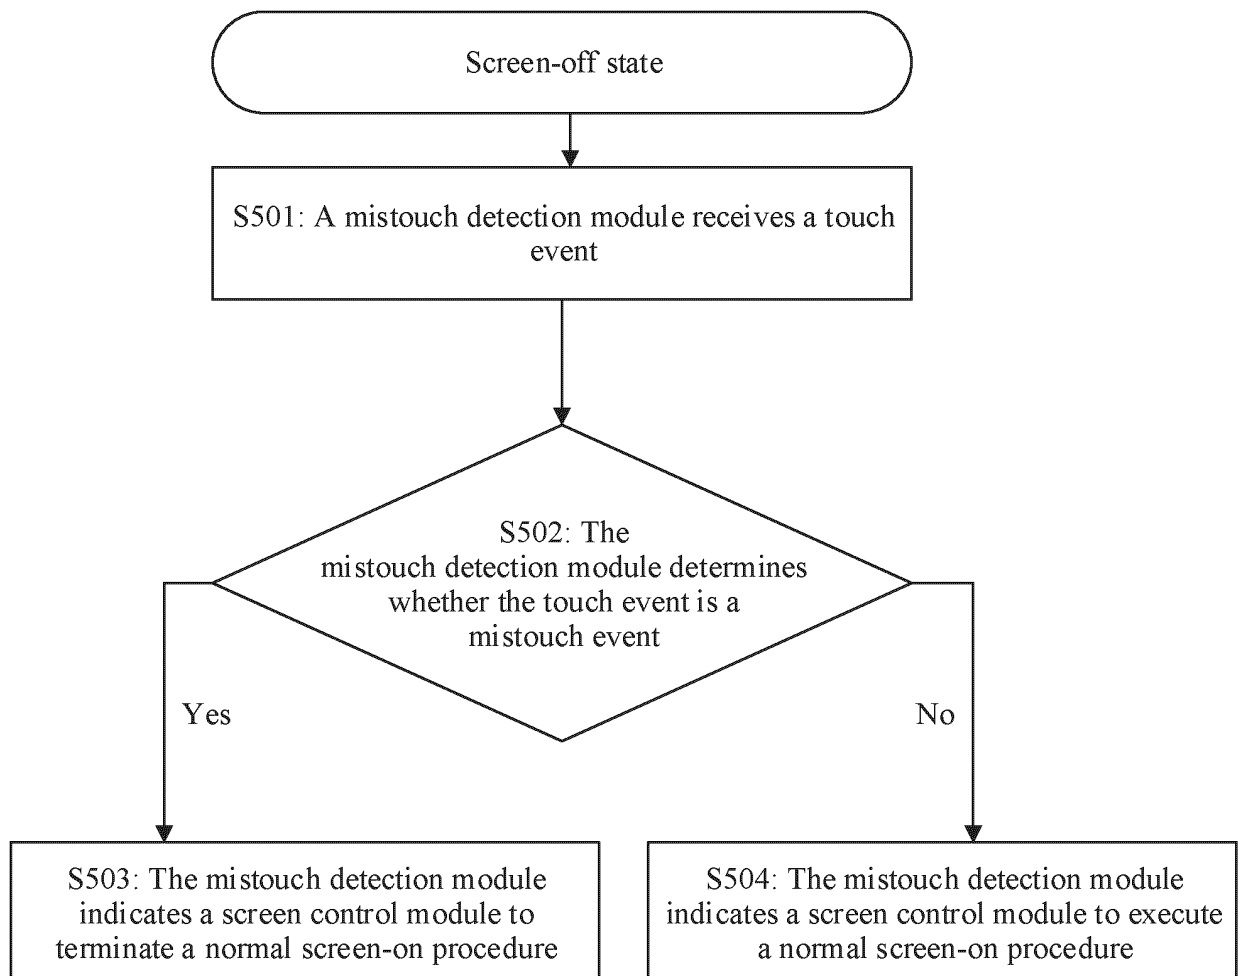 Screen-off state
S501: A mistouch detection module receives a touch
event
S502: The
mistouch detection module determines
whether the touch event is a
mistouch event
Yes
No
S503: The mistouch detection module
indicates a screen control module to
terminate a normal screen-on procedure
S504: The mistouch detection module
indicates a screen control module to execute
a normal screen-on procedure